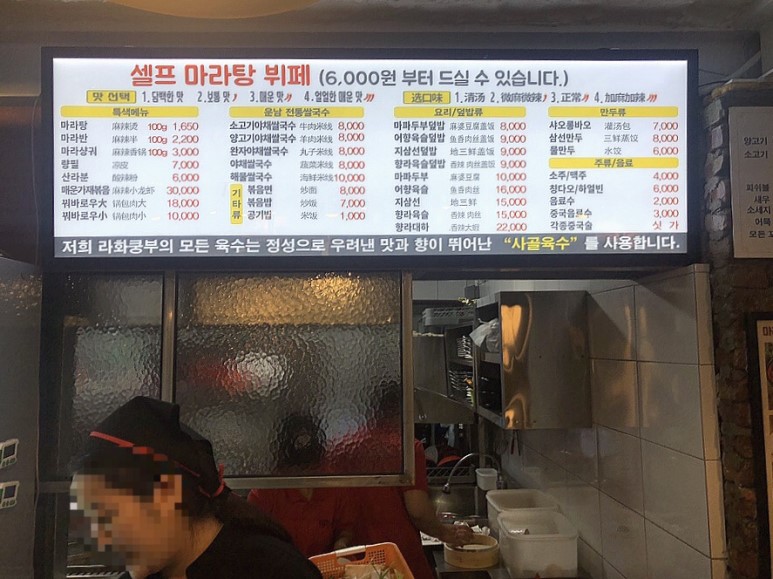 셀프 마라탕 뷔페 (6,000원 부터 드실 수 있습니다.)
맛 선택 1. 담백한 맛 2. 보통 맛 3. 매운 맛 4. 얼얼한 매운 맛 选口味 1. 清汤 2. 微麻微辣 3. 正常 4. 加麻加辣
특색메뉴
마라탕 麻辣烫 100g 1,650
마라반 麻辣半 100g 2,200
마라샹궈 麻辣香锅 100g 3,000
량필 凉皮 7,000
산라분 酸辣粉 6,000
매운가재볶음 麻辣小龙虾 30,000
꿔바로우大 锅包肉大 18,000
꿔바로우小 锅包肉小 10,000
운남 전통쌀국수
소고기야채쌀국수 牛肉米线 8,000
양고기야채쌀국수 羊肉米线 8,000
완자야채쌀국수 丸子米线 8,000
야채쌀국수 蔬菜米线 8,000
해물쌀국수 海鲜米线 10,000
기타류
볶음면 炒面 8,000
볶음밥 炒饭 7,000
공기밥 米饭 1,000
요리/덮밥류
마파두부덮밥 麻婆豆腐盖饭 8,000
어향육슬덮밥 鱼香肉丝盖饭 9,000
지삼선덮밥 地三鲜盖饭 9,000
향라육슬덮밥 香辣 肉丝盖饭 9,000
마파두부 麻婆豆腐 10,000
어향육슬 鱼香肉丝 16,000
지삼선 地三鲜 15,000
향라육슬 香辣 肉丝 15,000
향라대하 香辣大虾 22,000
만두류
샤오롱바오 灌汤包 7,000
삼선만두 三鲜蒸饺 8,000
물만두 水饺 6,000
주류/음료
소주/맥주 4,000
칭다오/하얼빈 6,000
음료수 2,000
중국음료수 3,000
각종중국술 싯 가
저희 라화쿵부의 모든 육수는 정성으로 우려낸 맛과 향이 뛰어난 “사골육수” 를 사용합니다.
양고기
소고기
피쉬볼
새우
소세지
어묵
모든 꼬